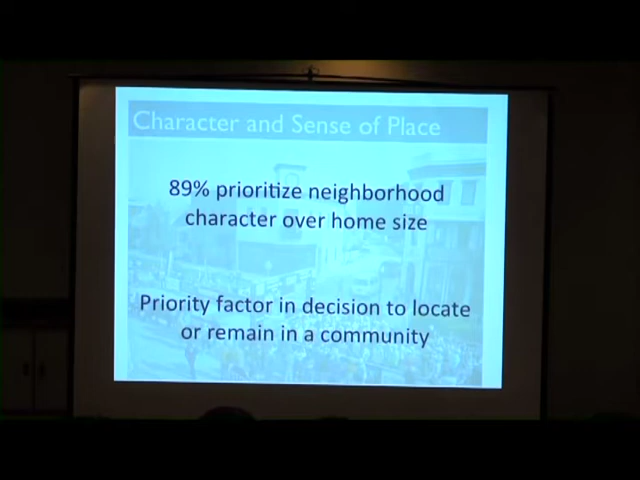 Character and Sense of Place
89% prioritize neighborhood
character over home size
Priority factor in decision to locate
or remain in a community